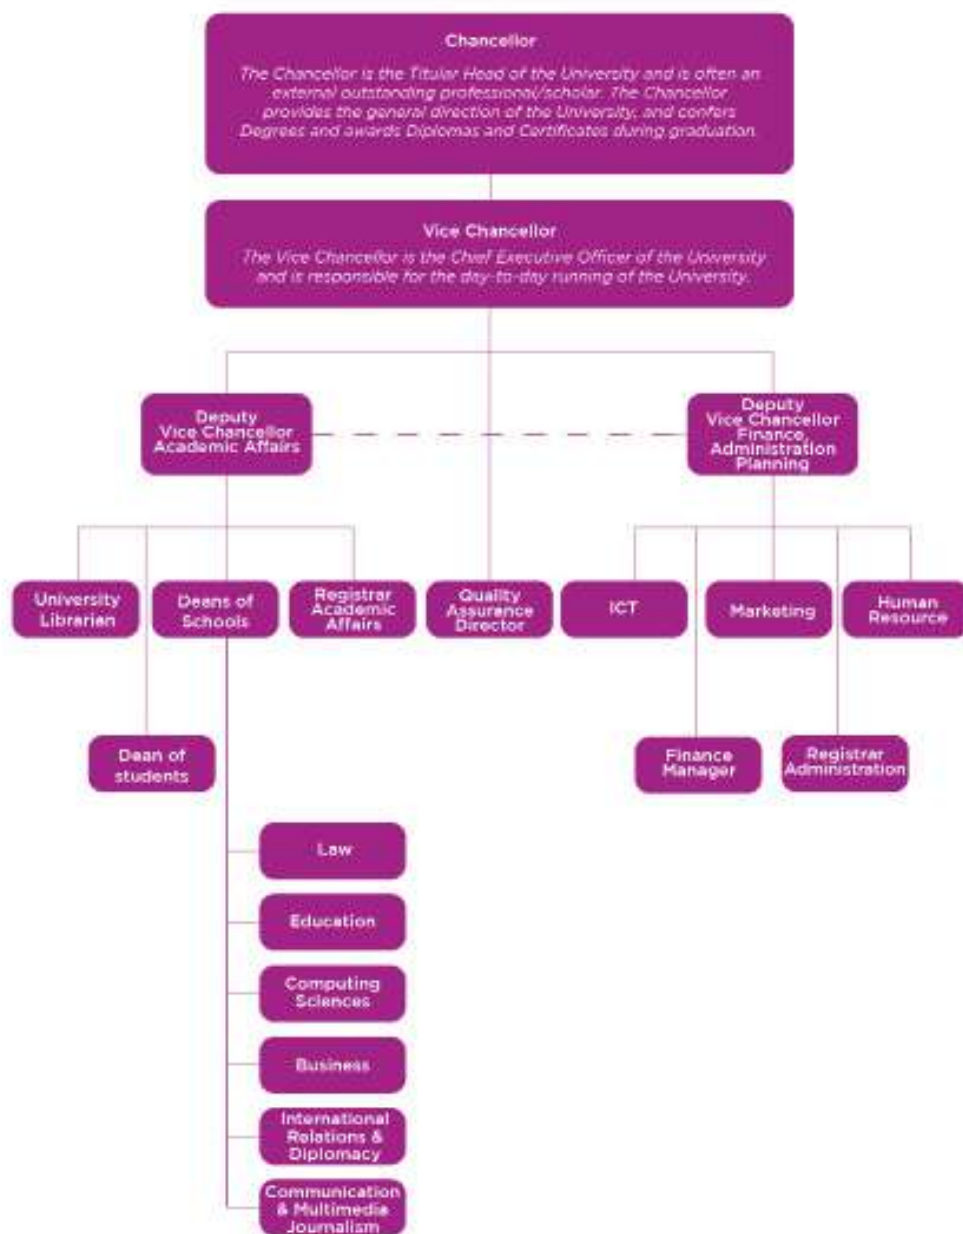 Chancellor
The Chancellor is the Titular Head of the University and is often an
external outstanding professional/scholar. The Chancellor
provides the general direction of the University; and confers
Degrees and awards Diplomas and Certificates during graduation.
Vice Chancellor
The Vice Chancellor is the Chief Executive Officer of the University
and is responsible for the day-to-day running of the University.
Deputy
Vice Chancellor
Academic Affairs
Deputy
Vice Chancellor
Finance,
Administration
Planning
University
Librarian
Deans of
Schools
Registrar
Academic
Affairs
Quality
Assurance
Director
ICT
Marketing
Human
Resource
Dean of
students
Finance
Manager
Registrar
Administration
Law
Education
Computing
Sciences
Business
International
Relations &
Diplomacy
Communication
& Multimedia
Journalism